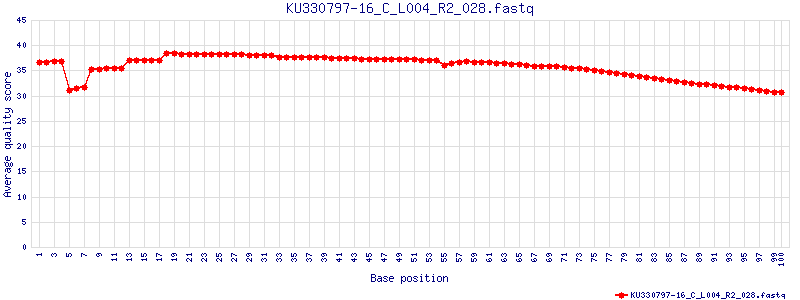 KU330797-16_C_L004_R2_028.fastq
45
40
35
30
25
20
15
10
5
0
Average quality score
1 3 5 7 9 11 13 15 17 19 21 23 25 27 29 31 33 35 37 39 41 43 45 47 49 51 53 55 57 59 61 63 65 67 69 71 73 75 77 79 81 83 85 87 89 91 93 95 97 99 100
Base position
KU330797-16_C_L004_R2_028.fastq